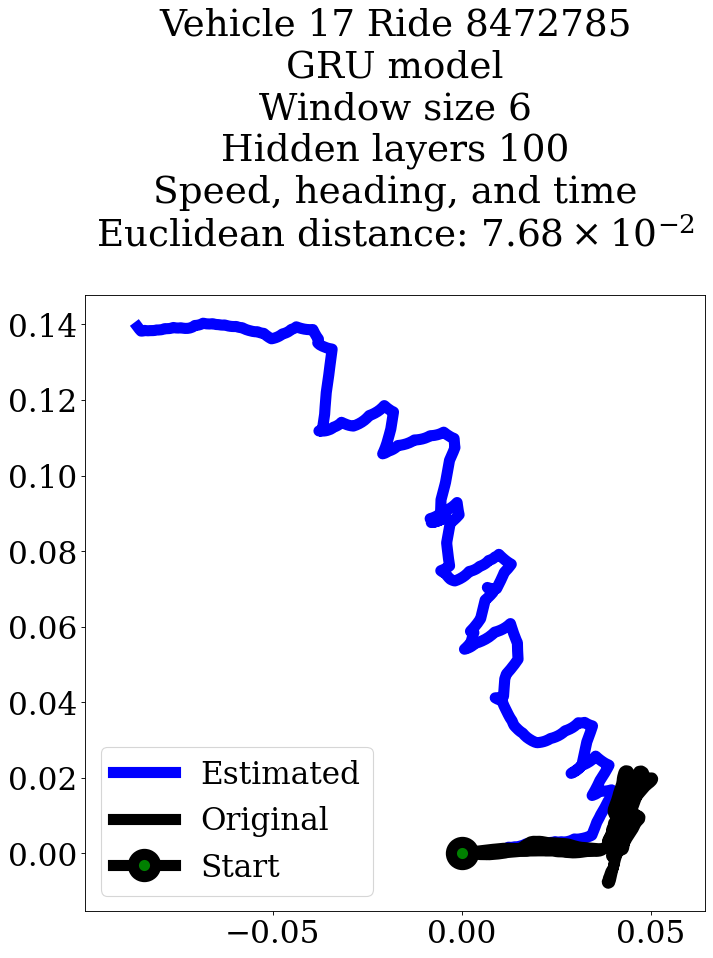 Vehicle 17 Ride 8472785
GRU model
Window size 6
Hidden layers 100
Speed, heading, and time
Euclidean distance: 7.68 × 10⁻²
0.14
0.12
0.10
0.08
0.06
0.04
0.02
0.00
Estimated
Original
Start
−0.05
0.00
0.05